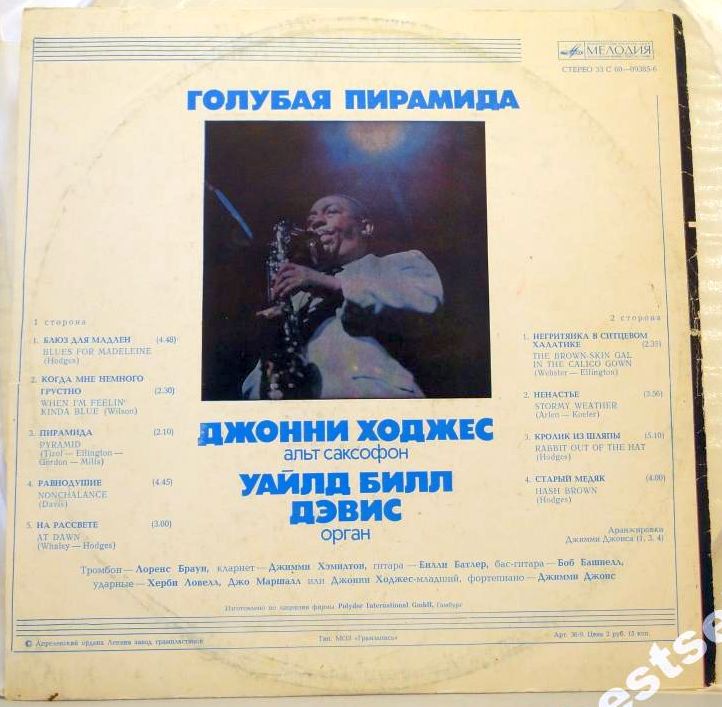 МЕЛОДИЯ
СТЕРЕО 33 С 60—09385-6
ГОЛУБАЯ ПИРАМИДА
1 сторона
1. БЛЮЗ ДЛЯ МАДЛЕН (4.48)
BLUES FOR MADELEINE
(Hodges)
2. КОГДА МНЕ НЕМНОГО
ГРУСТНО (2.30)
WHEN I'M FEELIN'
KINDA BLUE (Wilson)
3. ПИРАМИДА (2.10)
PYRAMID
(Tizol — Ellington —
Gordon — Mills)
4. РАВНОДУШИЕ (4.45)
NONCHALANCE
(Davis)
5. НА РАССВЕТЕ (3.00)
AT DAWN
(Whaley — Hodges)
2 сторона
1. НЕГРИТЯНКА В СИТЦЕВОМ
ХАЛАТИКЕ (2.35)
THE BROWN-SKIN GAL
IN THE CALICO GOWN
(Webster — Ellington)
2. НЕНАСТЬЕ (3.56)
STORMY WEATHER
(Arlen — Koeler)
3. КРОЛИК ИЗ ШЛЯПЫ (5.10)
RABBIT OUT OF THE HAT
(Hodges)
4. СТАРЫЙ МЕДЯК (4.00)
HASH BROWN
(Hodges)
Аранжировки
Джимми Джонса (1, 3, 4)
ДЖОННИ ХОДЖЕС
альт саксофон
УАЙЛД БИЛЛ
ДЭВИС
орган
Тромбон — Лоренс Браун, кларнет — Джимми Хэмилтон, гитара — Билли Батлер, бас-гитара — Боб Башнелл,
ударные — Херби Ловелл, Джо Маршалл или Джонни Ходжес-младший, фортепиано — Джимми Джонс
Изготовлено по лицензии фирмы Polydor International GmbH, Гамбург
© Апрелевский ордена Ленина завод грампластинок
Тип. МОЗ «Грамзапись»
Арт. 36-9. Цена 2 руб. 15 коп.